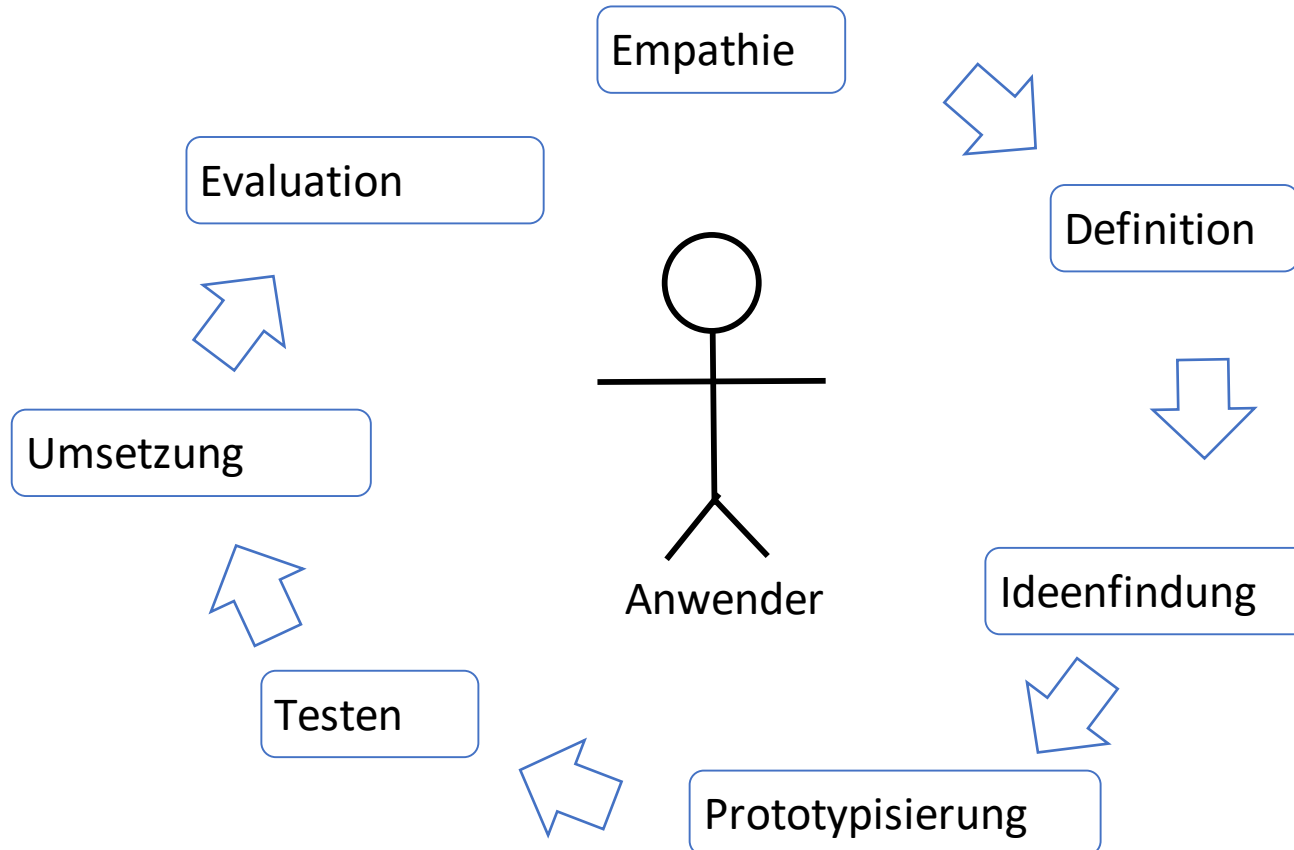 Empathie
Definition
Ideenfindung
Prototypisierung
Testen
Umsetzung
Evaluation
Anwender